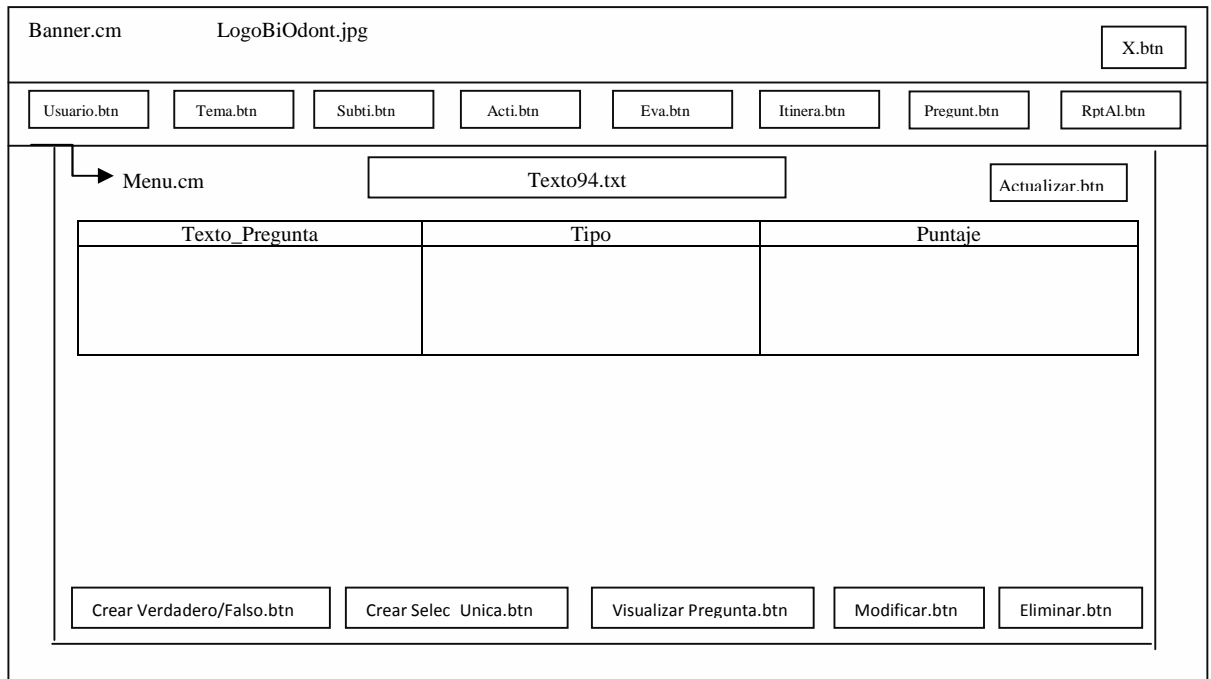 Banner.cm LogoBiOdont.jpg
X.btn
Usuario.btn Tema.btn Subti.btn Acti.btn Eva.btn Itinera.btn Pregunt.btn RptAl.btn
Menu.cm Texto94.txt Actualizar.btn
Texto_Pregunta Tipo Puntaje
Crear Verdadero/Falso.btn Crear Selec_Unica.btn Visualizar Pregunta.btn Modificar.btn Eliminar.btn